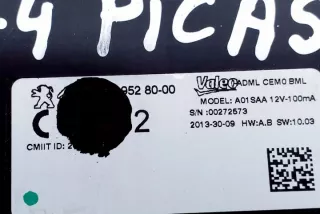 -4 PICAS
952 80-00
Valeo ADML CEM0 BML
MODEL: A01SAA 12V-100mA
S/N :00272573
2013-30-09 HW:A.B SW:10.03
C 2
CMIIT ID: 2